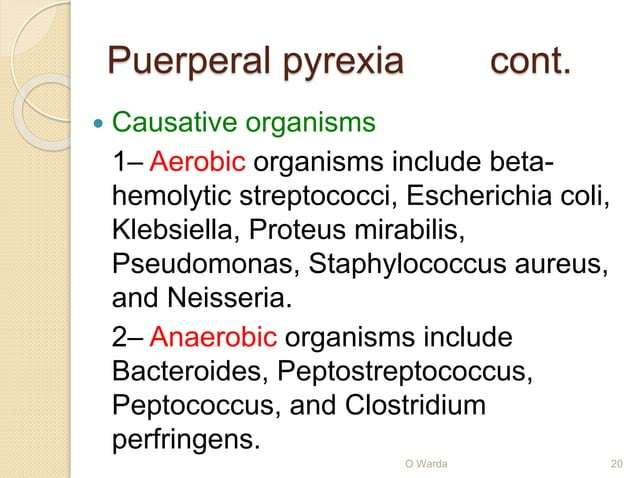 Puerperal pyrexia cont.
Causative organisms
1– Aerobic organisms include beta-
hemolytic streptococci, Escherichia coli,
Klebsiella, Proteus mirabilis,
Pseudomonas, Staphylococcus aureus,
and Neisseria.
2– Anaerobic organisms include
Bacteroides, Peptostreptococcus,
Peptococcus, and Clostridium
perfringens.
O Warda 20